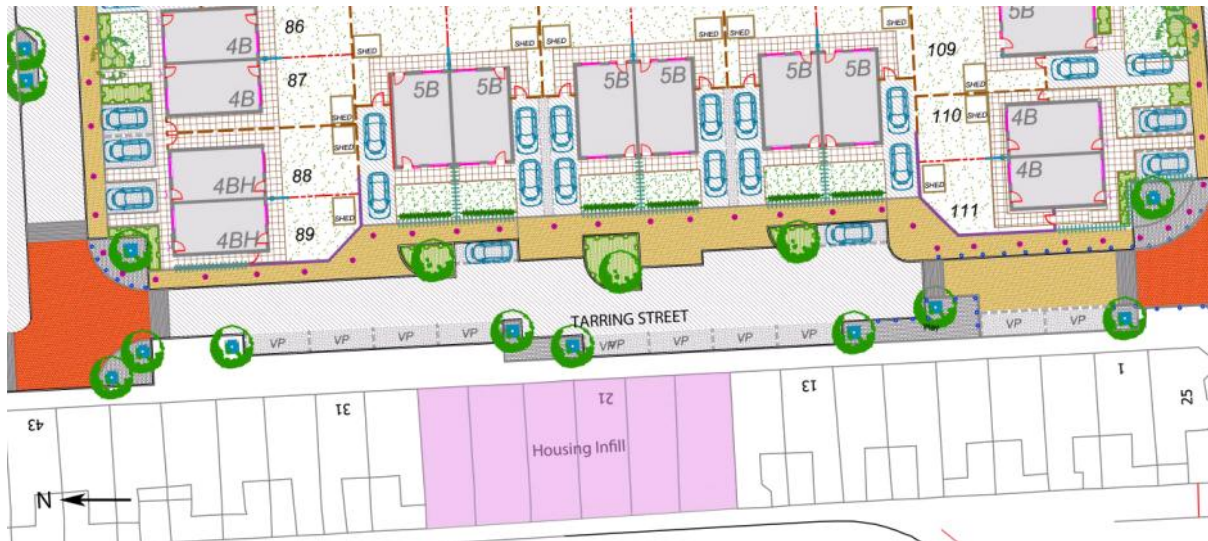 86
4B
SHED
SHED
SHED
SHED
SHED
109
5B
87
4B
5B
5B
5B
5B
5B
5B
SHED
SHED
SHED
110
SHED
4B
88
4BH
4B
SHED
SHED
111
89
4BH
TARRING STREET
VP
VP
VP
VP
VP
VP
VP
VP
VP
VP
43
31
21
13
1
25
Housing Infill
N